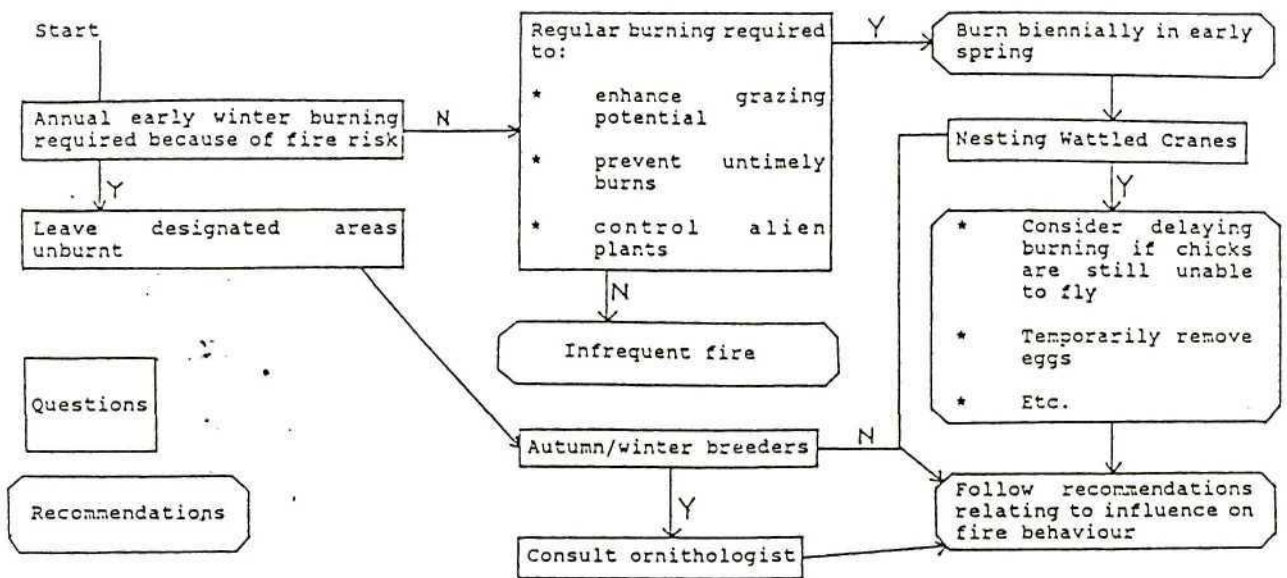 Start
Annual early winter burning
required because of fire risk
N
Y
Leave designated areas
unburnt
Regular burning required
to:
* enhance grazing
potential
* prevent untimely
burns
* control alien
plants
Y
N
Infrequent fire
Burn biennially in early
spring
Nesting Wattled Cranes
Y
* Consider delaying
burning if chicks
are still unable
to fly
* Temporarily remove
eggs
* Etc.
Questions
Recommendations
Autumn/winter breeders
N
Y
Consult ornithologist
Follow recommendations
relating to influence on
fire behaviour